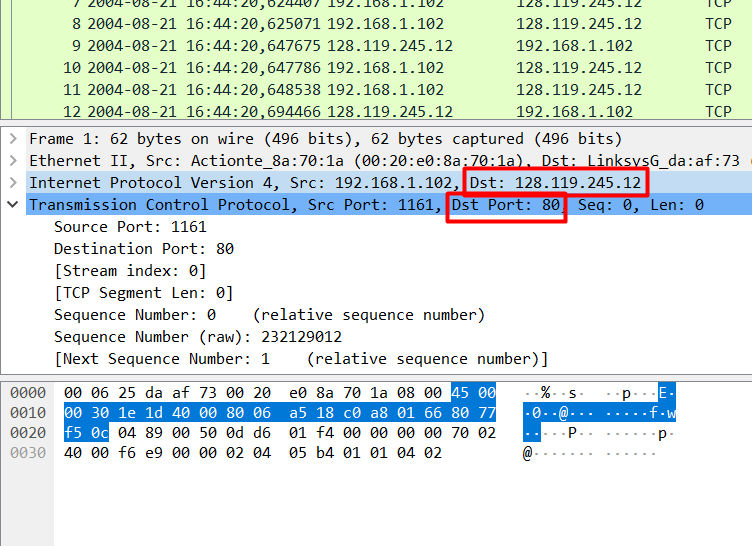 7 2004-08-21 16:44:20,624407 192.168.1.102 128.119.245.12 TCP
8 2004-08-21 16:44:20,625071 192.168.1.102 128.119.245.12 TCP
9 2004-08-21 16:44:20,647675 128.119.245.12 192.168.1.102 TCP
10 2004-08-21 16:44:20,647786 192.168.1.102 128.119.245.12 TCP
11 2004-08-21 16:44:20,648538 192.168.1.102 128.119.245.12 TCP
12 2004-08-21 16:44:20,694466 128.119.245.12 192.168.1.102 TCP
Frame 1: 62 bytes on wire (496 bits), 62 bytes captured (496 bits)
Ethernet II, Src: Actionte_8a:70:1a (00:20:e0:8a:70:1a), Dst: LinksysG_da:af:73 (
Internet Protocol Version 4, Src: 192.168.1.102, Dst: 128.119.245.12
Transmission Control Protocol, Src Port: 1161, Dst Port: 80, Seq: 0, Len: 0
Source Port: 1161
Destination Port: 80
[Stream index: 0]
[TCP Segment Len: 0]
Sequence Number: 0    (relative sequence number)
Sequence Number (raw): 232129012
[Next Sequence Number: 1    (relative sequence number)]
0000 00 06 25 da af 73 00 20 e0 8a 70 1a 08 00 45 00 ··%··s·  ··p···E·
0010 00 30 1e 1d 40 00 80 06 a5 18 c0 a8 01 66 80 77 ·0··@··· ·····f·w
0020 f5 0c 04 89 00 50 0d d6 01 f4 00 00 00 00 70 02 ·····P·· ······p·
0030 40 00 f6 e9 00 00 02 04 05 b4 01 01 04 02 @······· ······